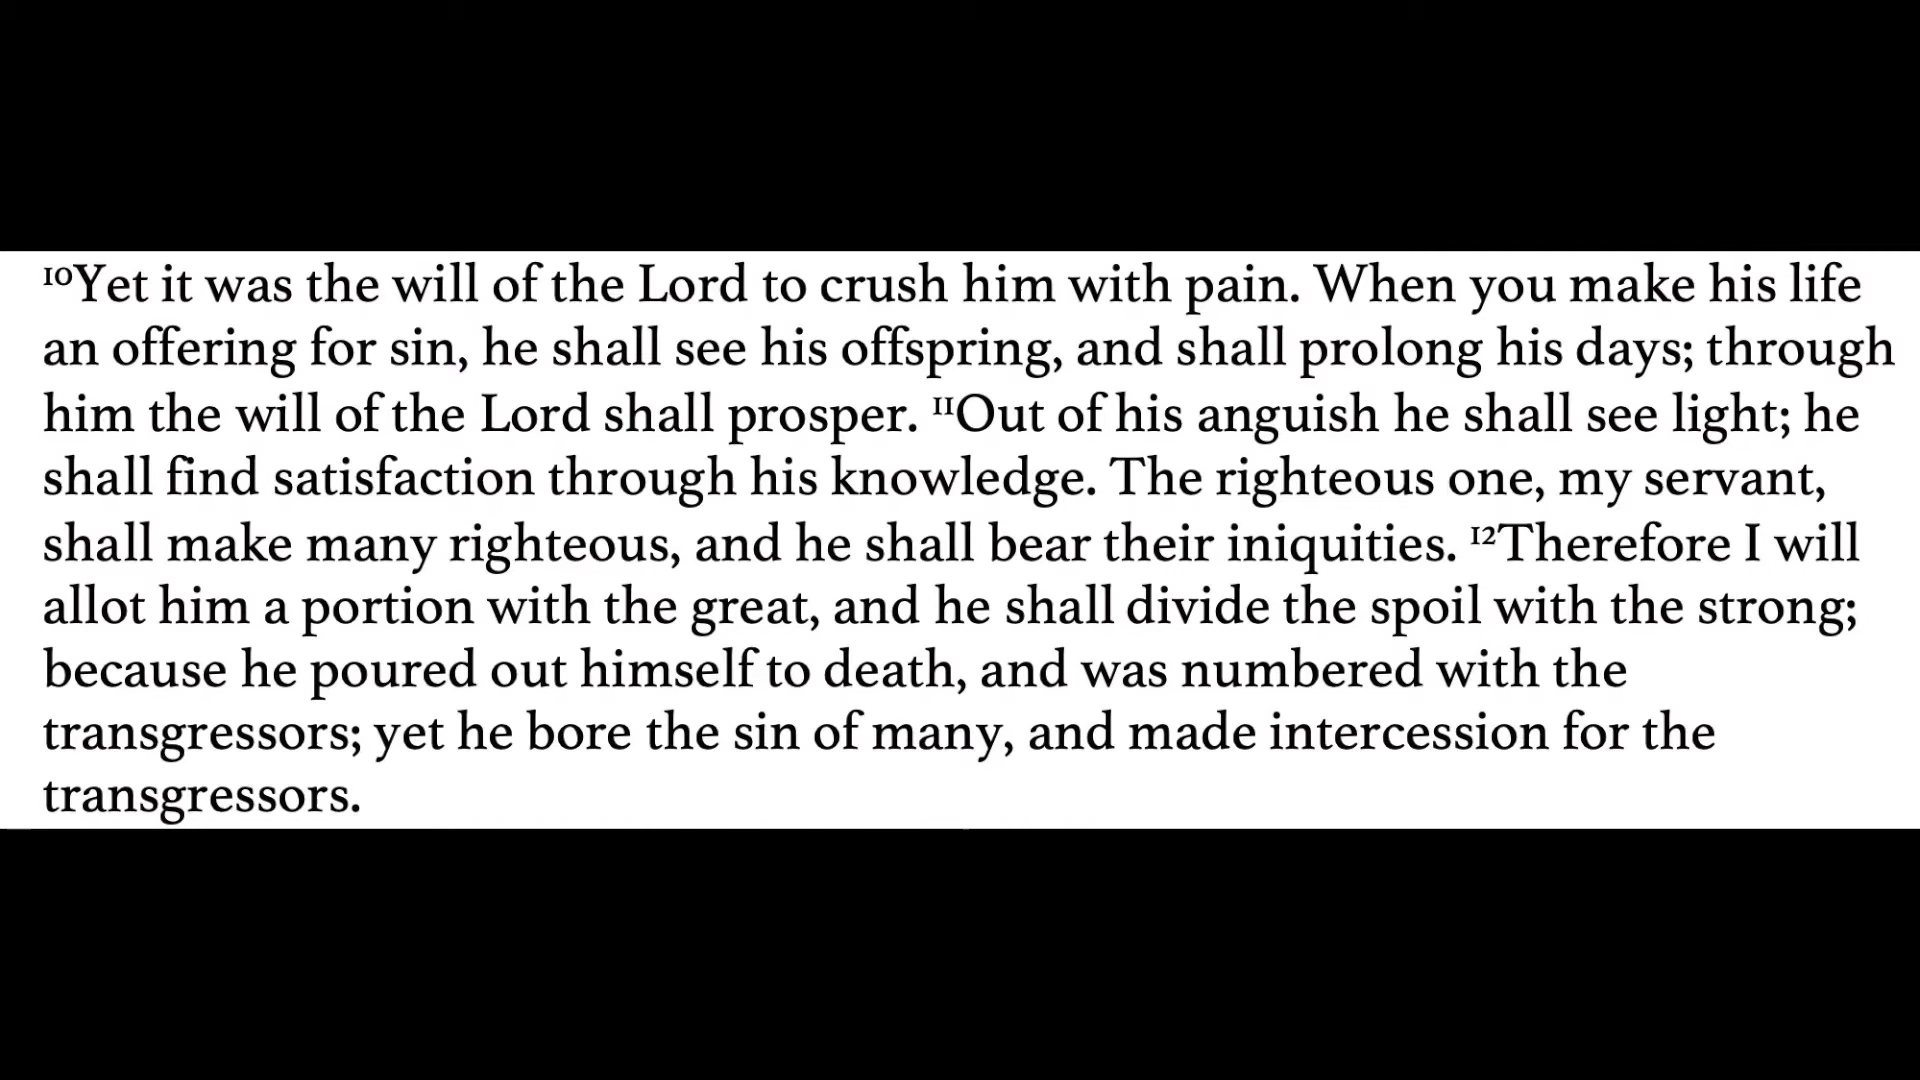 ¹⁰Yet it was the will of the Lord to crush him with pain. When you make his life
an offering for sin, he shall see his offspring, and shall prolong his days; through
him the will of the Lord shall prosper. ¹¹Out of his anguish he shall see light; he
shall find satisfaction through his knowledge. The righteous one, my servant,
shall make many righteous, and he shall bear their iniquities. ¹²Therefore I will
allot him a portion with the great, and he shall divide the spoil with the strong;
because he poured out himself to death, and was numbered with the
transgressors; yet he bore the sin of many, and made intercession for the
transgressors.